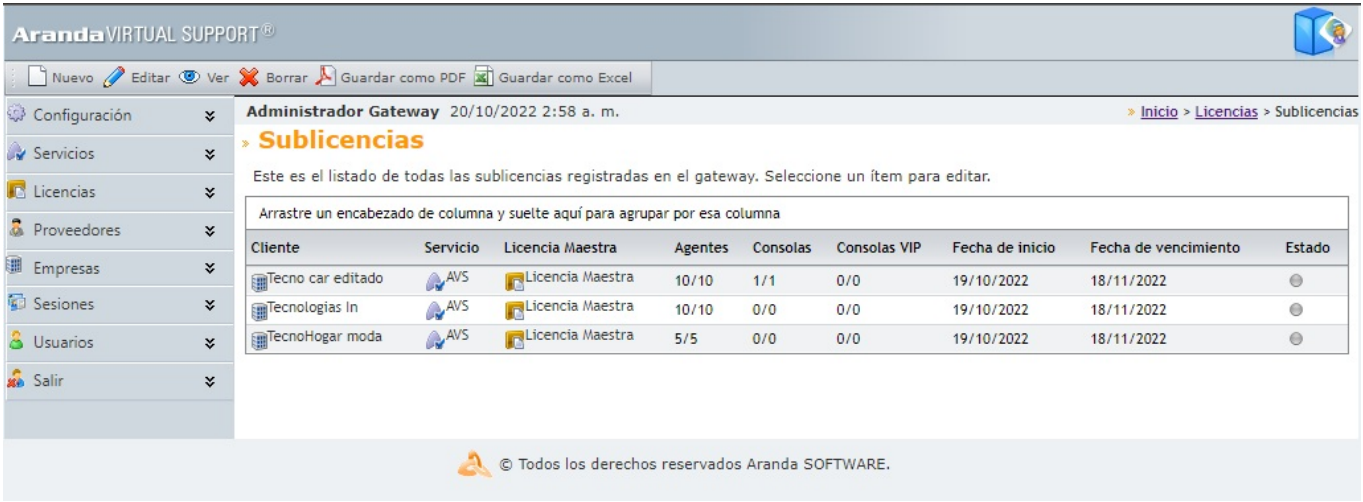 Aranda VIRTUAL SUPPORT ®
Nuevo Editar Ver Borrar Guardar como PDF Guardar como Excel
Configuración
Servicios
Licencias
Proveedores
Empresas
Sesiones
Usuarios
Salir
Administrador Gateway 20/10/2022 2:58 a. m. » Inicio > Licencias > Sublicencias
» Sublicencias
Este es el listado de todas las sublicencias registradas en el gateway. Seleccione un ítem para editar.
Arrastre un encabezado de columna y suelte aquí para agrupar por esa columna
Cliente Servicio Licencia Maestra Agentes Consolas Consolas VIP Fecha de inicio Fecha de vencimiento Estado
Tecno car editado AVS Licencia Maestra 10/10 1/1 0/0 19/10/2022 18/11/2022
Tecnologias In AVS Licencia Maestra 10/10 0/0 0/0 19/10/2022 18/11/2022
TecnoHogar moda AVS Licencia Maestra 5/5 0/0 0/0 19/10/2022 18/11/2022
© Todos los derechos reservados Aranda SOFTWARE.